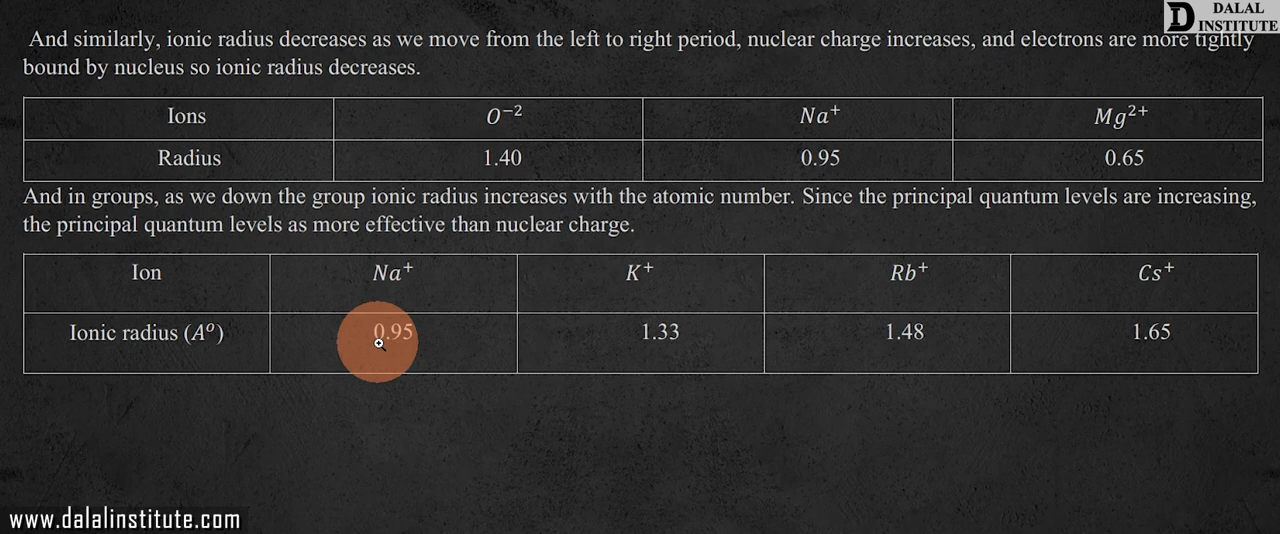 DALAL
INSTITUTE
And similarly, ionic radius decreases as we move from the left to right period, nuclear charge increases, and electrons are more tightly
bound by nucleus so ionic radius decreases.
Ions O⁻² Na⁺ Mg²⁺
Radius 1.40 0.95 0.65
And in groups, as we down the group ionic radius increases with the atomic number. Since the principal quantum levels are increasing,
the principal quantum levels as more effective than nuclear charge.
Ion Na⁺ K⁺ Rb⁺ Cs⁺
Ionic radius (Aᵒ) 0.95 1.33 1.48 1.65
www.dalalinstitute.com